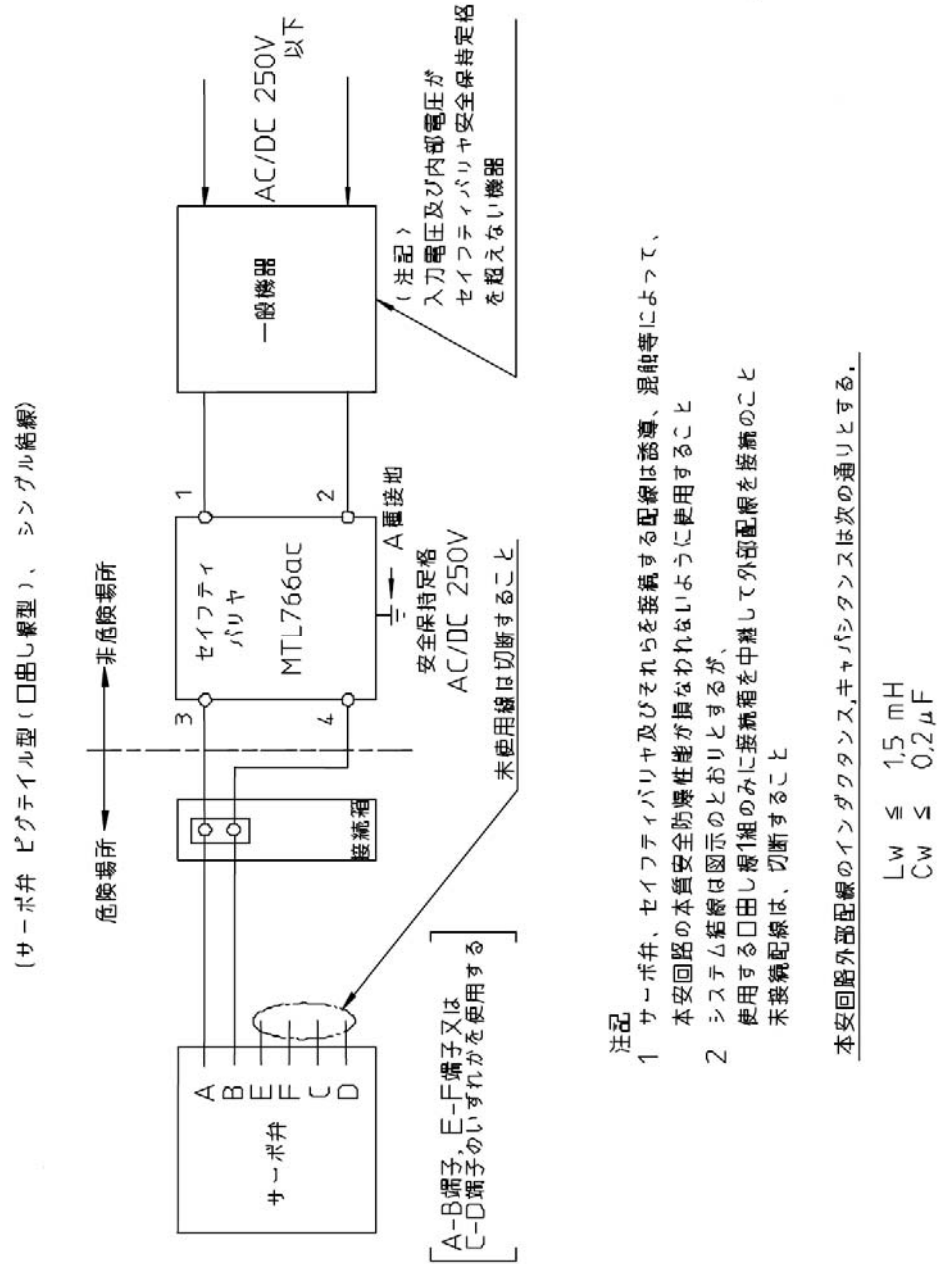 (サーボ弁 ピグテイル型(口出し線型)、シングル結線)
危険場所
非危険場所
サーボ弁
A
B
E
F
C
D
接続箱
3
4
セイフティ
バリヤ
MTL766ac
1
2
A種接地
安全保持定格
AC/DC 250V
一般機器
AC/DC 250V
以下
(注記)
入力電圧及び内部電圧が
セイフティバリヤ安全保持定格
を超えない機器
未使用線は切断すること
A-B端子,E-F端子又は
C-D端子のいずれかを使用する
注記
1 サーボ弁、セイフティバリヤ及びそれらを接続する配線は誘導、混触等によって、
本安回路の本質安全防爆性能が損なわれないように使用すること
2 システム結線は図示のとおりとするが、
使用する口出し線1組のみに接続箱を中継して外部配線を接続のこと
未接続配線は、切断すること
本安回路外部配線のインダクタンス,キャパシタンスは次の通りとする.
Lw ≦ 1,5 mH
Cw ≦ 0,2μF